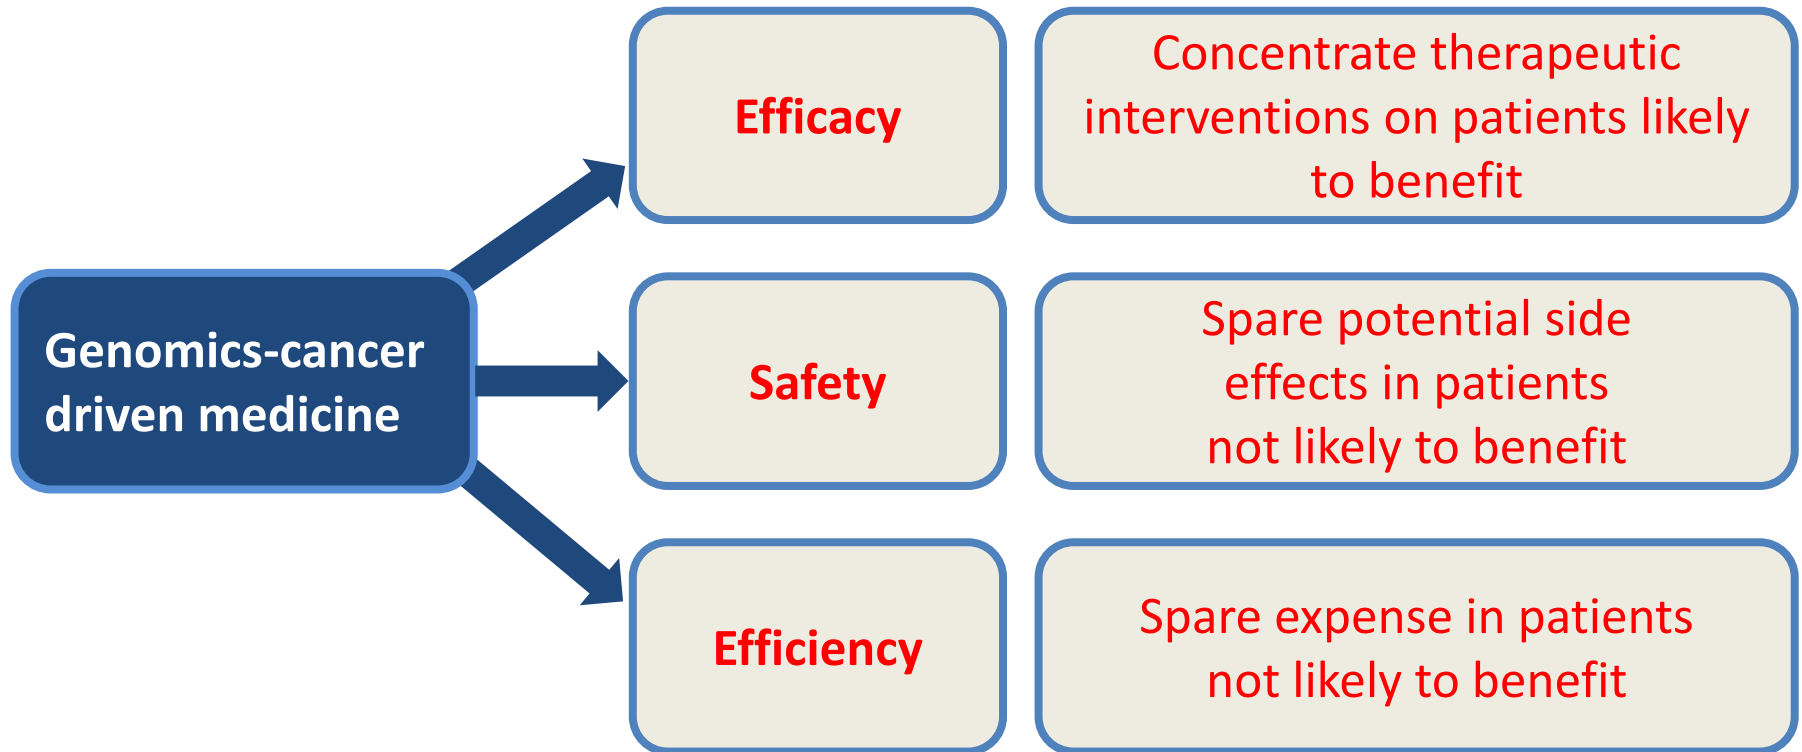 Genomics-cancer
driven medicine
Efficacy
Concentrate therapeutic
interventions on patients likely
to benefit
Safety
Spare potential side
effects in patients
not likely to benefit
Efficiency
Spare expense in patients
not likely to benefit